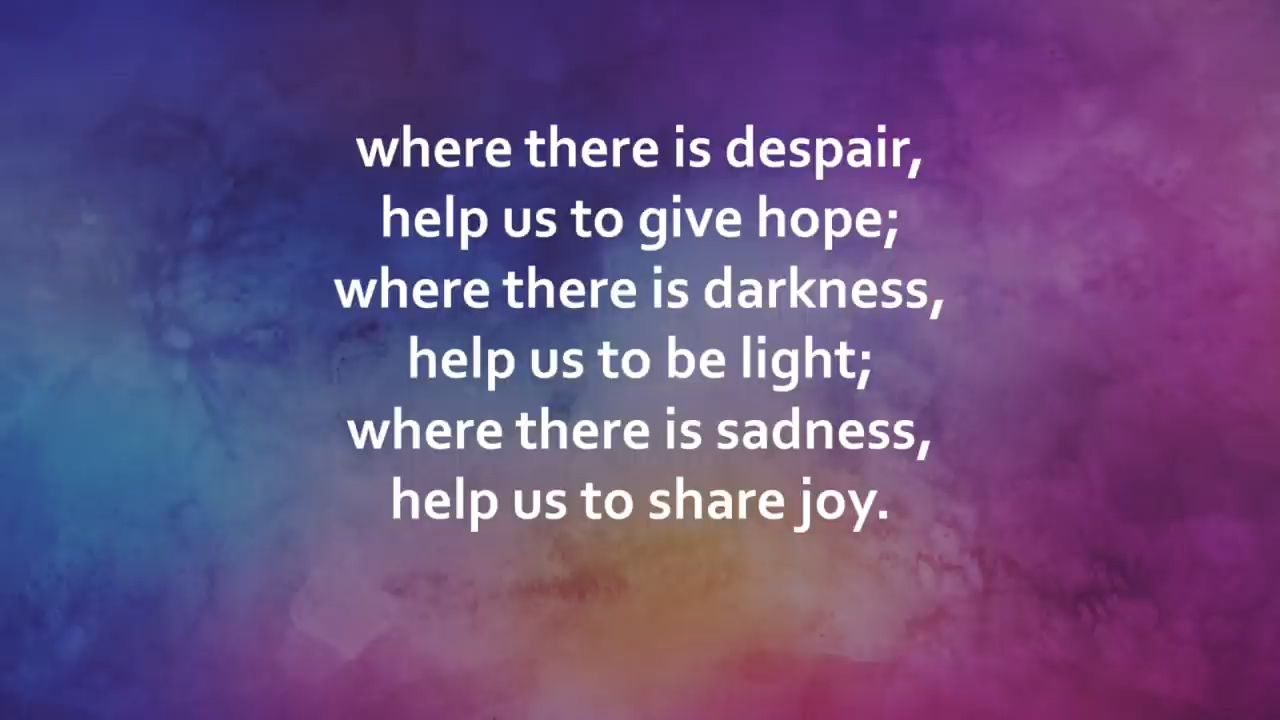 where there is despair,
help us to give hope;
where there is darkness,
help us to be light;
where there is sadness,
help us to share joy.